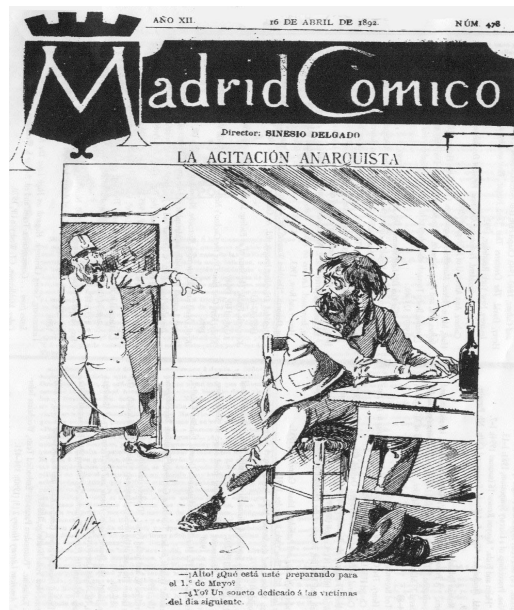 AÑO XII.
16 DE ABRIL DE 1892.
NÚM. 478
Madrid Comico
Director: SINESIO DELGADO
LA AGITACIÓN ANARQUISTA
—¡Alto! ¿Qué está usté preparando para
el 1.º de Mayo?
—¿Yo? Un soneto dedicado á las víctimas
del día siguiente.